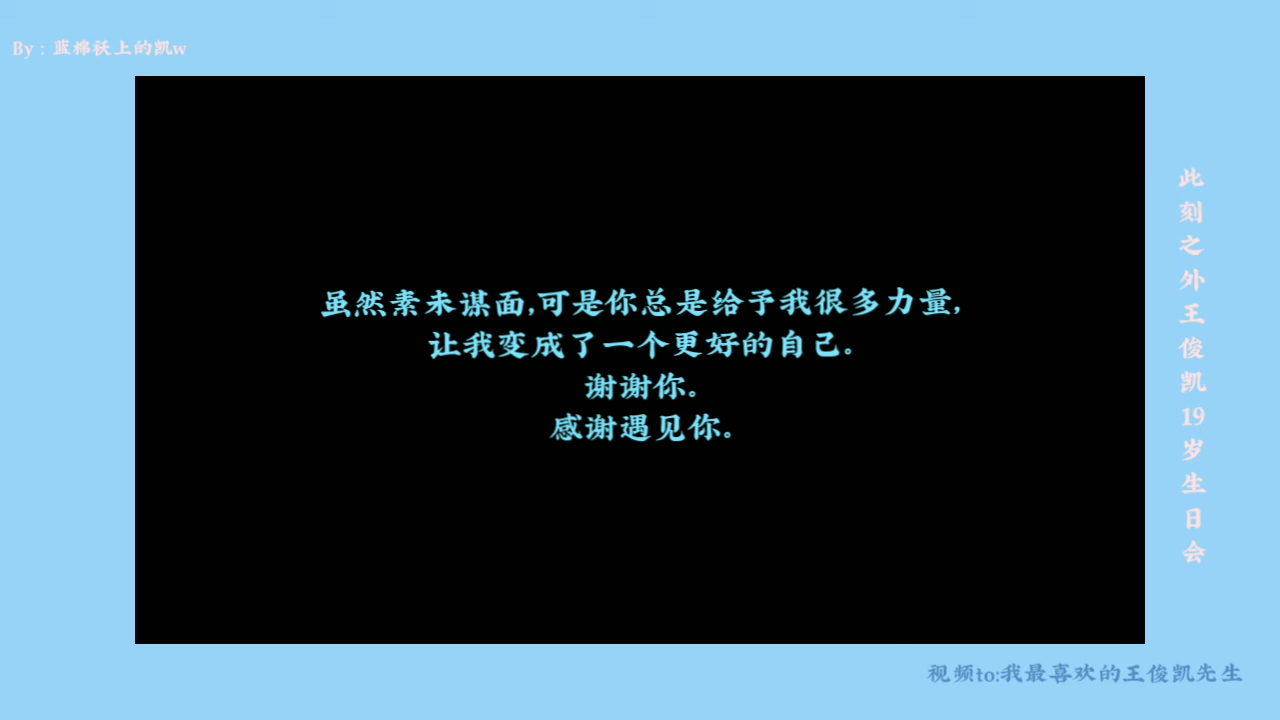 By：蓝棉袄上的凯w
虽然素未谋面,可是你总是给予我很多力量,
让我变成了一个更好的自己。
谢谢你。
感谢遇见你。
此刻之外王俊凯19岁生日会
视频to:我最喜欢的王俊凯先生